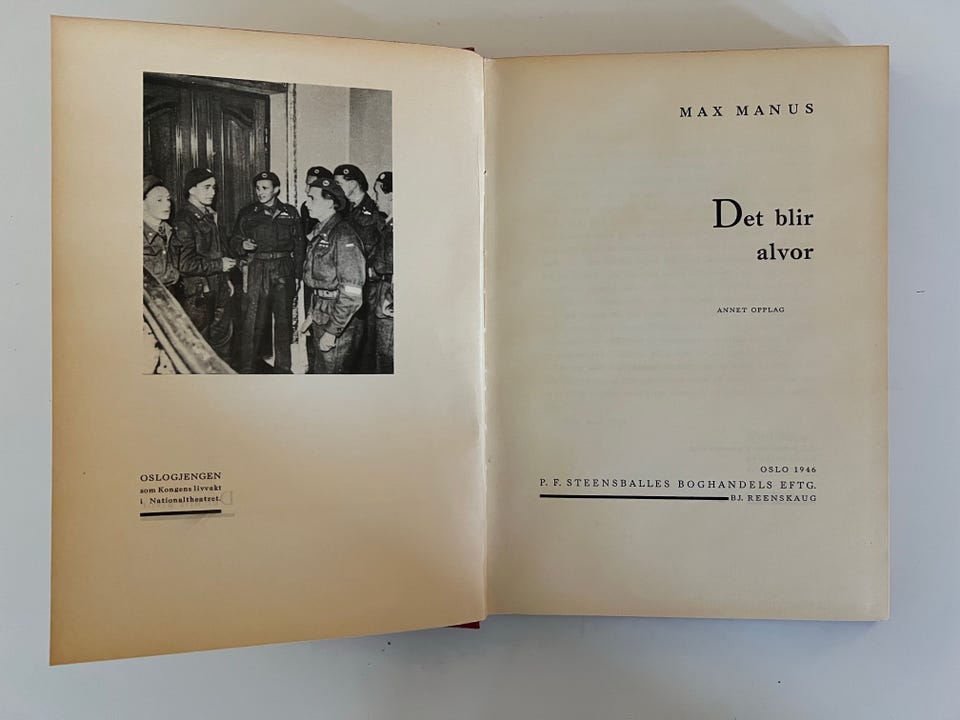 OSLOGJENGEN
som Kongens livvakt
i Nationaltheatret.
MAX MANUS
Det blir
alvor
ANNET OPPLAG
OSLO 1946
P. F. STEENSBALLES BOGHANDELS EFTG.
BJ. REENSKAUG